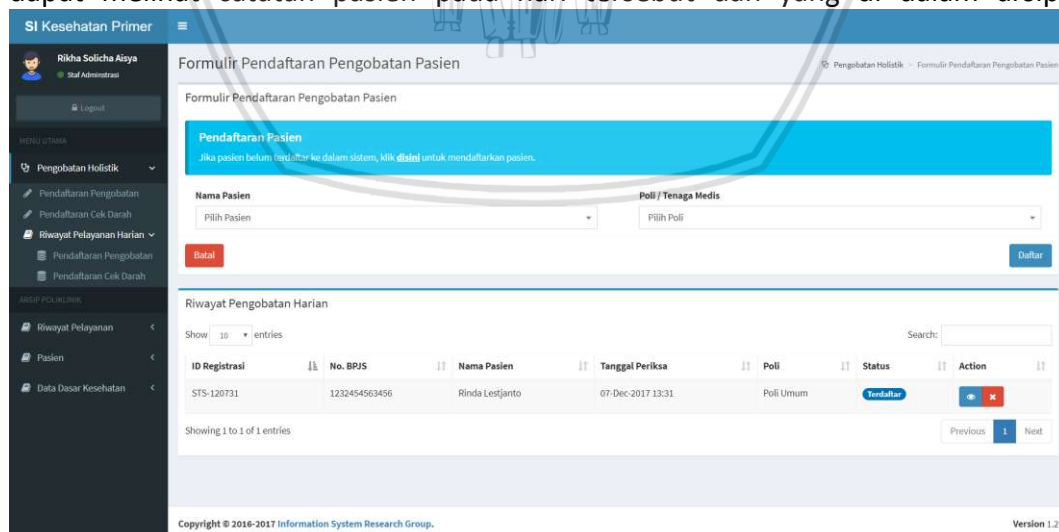 dapat melihat catatan pasien pada hari tersebut dan yang di dalam arsip
SI Kesehatan Primer
Rikha Solicha Aisya
Staf Adminstrasi
Logout
MENU UTAMA
Pengobatan Holistik
Pendaftaran Pengobatan
Pendaftaran Cek Darah
Riwayat Pelayanan Harian
Pendaftaran Pengobatan
Pendaftaran Cek Darah
ARSIP POLIKLINIK
Riwayat Pelayanan
Pasien
Data Dasar Kesehatan
Formulir Pendaftaran Pengobatan Pasien
Pengobatan Holistik > Formulir Pendaftaran Pengobatan Pasien
Formulir Pendaftaran Pengobatan Pasien
Pendaftaran Pasien
Jika pasien belum terdaftar ke dalam sistem, klik disini untuk mendaftarkan pasien.
Nama Pasien Poli / Tenaga Medis
Pilih Pasien Pilih Poli
Batal Daftar
Riwayat Pengobatan Harian
Show 10 entries Search:
ID Registrasi No. BPJS Nama Pasien Tanggal Periksa Poli Status Action
STS-120731 1232454563456 Rinda Lestjanto 07-Dec-2017 13:31 Poli Umum Terdaftar
Showing 1 to 1 of 1 entries Previous 1 Next
Copyright © 2016-2017 Information System Research Group. Version 1.2